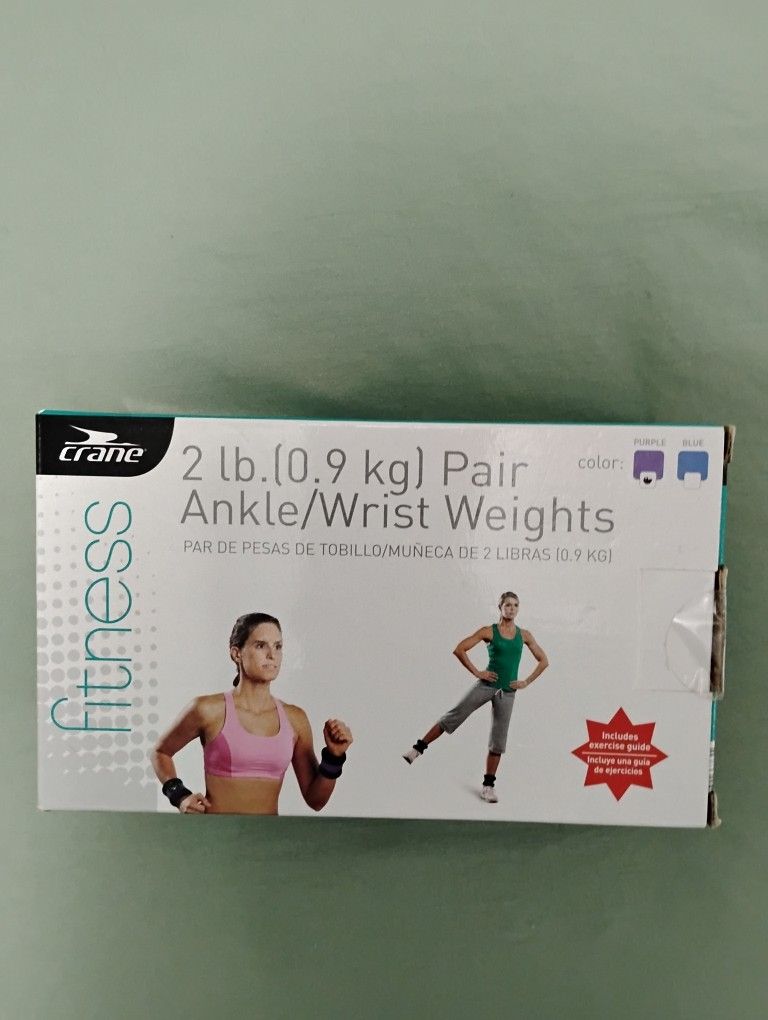 crane
fitness
2 lb.(0.9 kg) Pair
Ankle/Wrist Weights
PAR DE PESAS DE TOBILLO/MUÑECA DE 2 LIBRAS (0.9 KG)
color:
PURPLE
BLUE
Includes
exercise guide
Incluye una guía
de ejercicios